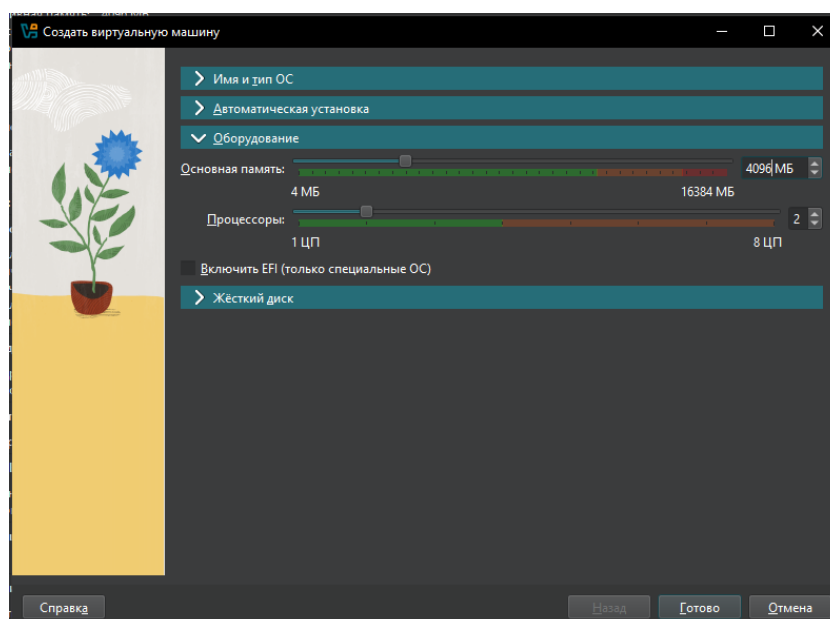 Создать виртуальную машину
Имя и тип ОС
Автоматическая установка
Оборудование
Основная память: 4096 МБ
4 МБ 16384 МБ
Процессоры: 2
1 ЦП 8 ЦП
Включить EFI (только специальные ОС)
Жёсткий диск
Справка Назад Готово Отмена